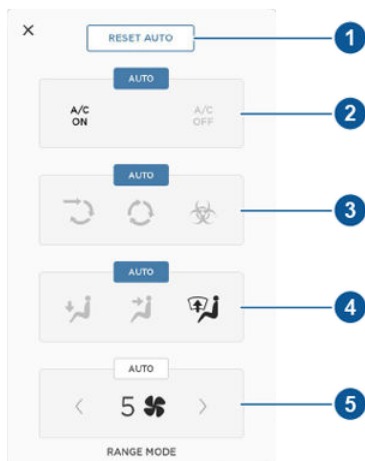 RESET AUTO
1
AUTO
A/C
ON
A/C
OFF
2
AUTO
3
AUTO
4
AUTO
5
5
RANGE MODE